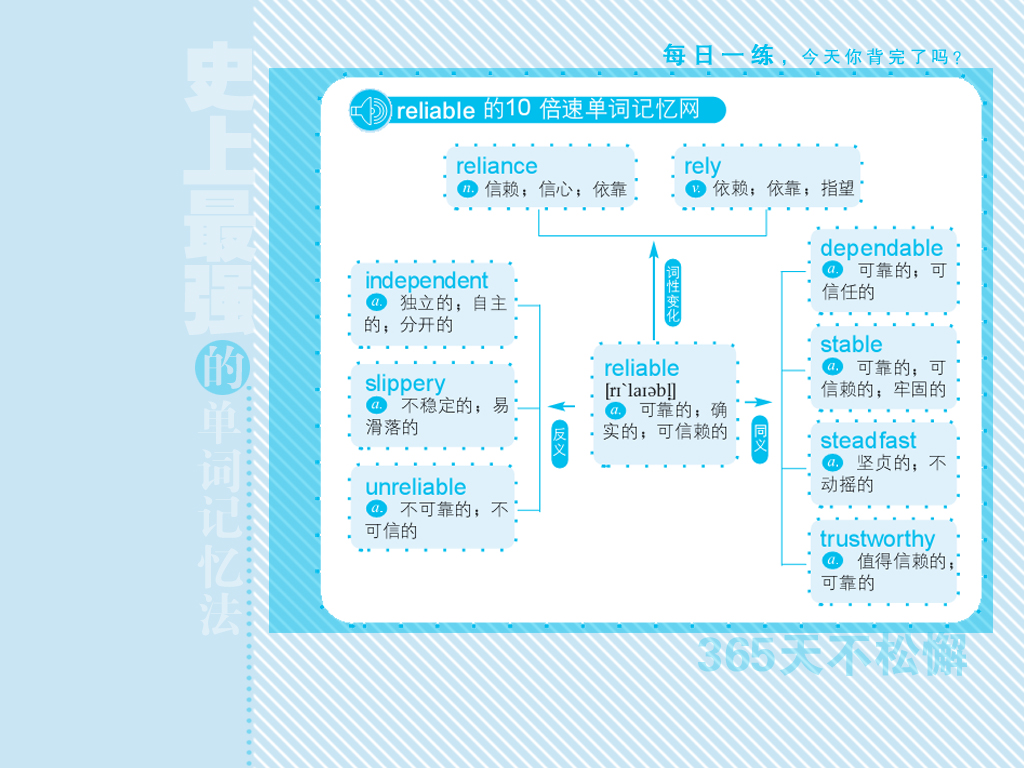 每日一练，今天你背完了吗?
史上最强的单词记忆法
reliable 的10 倍速单词记忆网
reliance
n. 信赖；信心；依靠
rely
v. 依赖；依靠；指望
词性变化
independent
a. 独立的；自主
的；分开的
slippery
a. 不稳定的；易
滑落的
unreliable
a. 不可靠的；不
可信的
反义
reliable
[rɪˋlaɪəbl̩]
a. 可靠的；确
实的；可信赖的
同义
dependable
a. 可靠的；可
信任的
stable
a. 可靠的；可
信赖的；牢固的
steadfast
a. 坚贞的；不
动摇的
trustworthy
a. 值得信赖的；
可靠的
365天不松懈